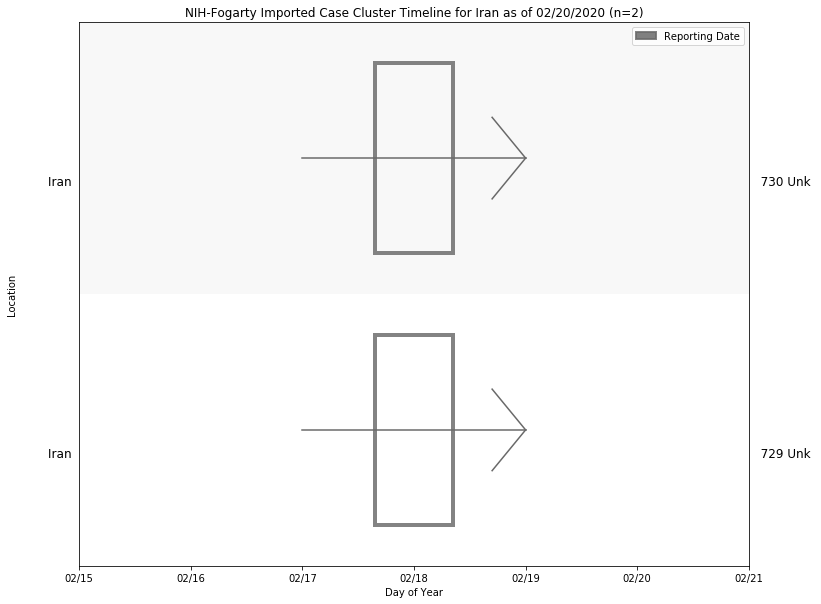 NIH-Fogarty Imported Case Cluster Timeline for Iran as of 02/20/2020 (n=2)
Reporting Date
Iran
730 Unk
Location
Iran
729 Unk
02/15 02/16 02/17 02/18 02/19 02/20 02/21
Day of Year